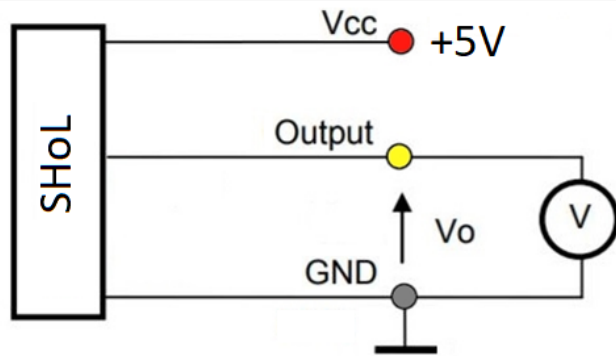 Vcc
+5V
SHoL
Output
V
Vo
GND